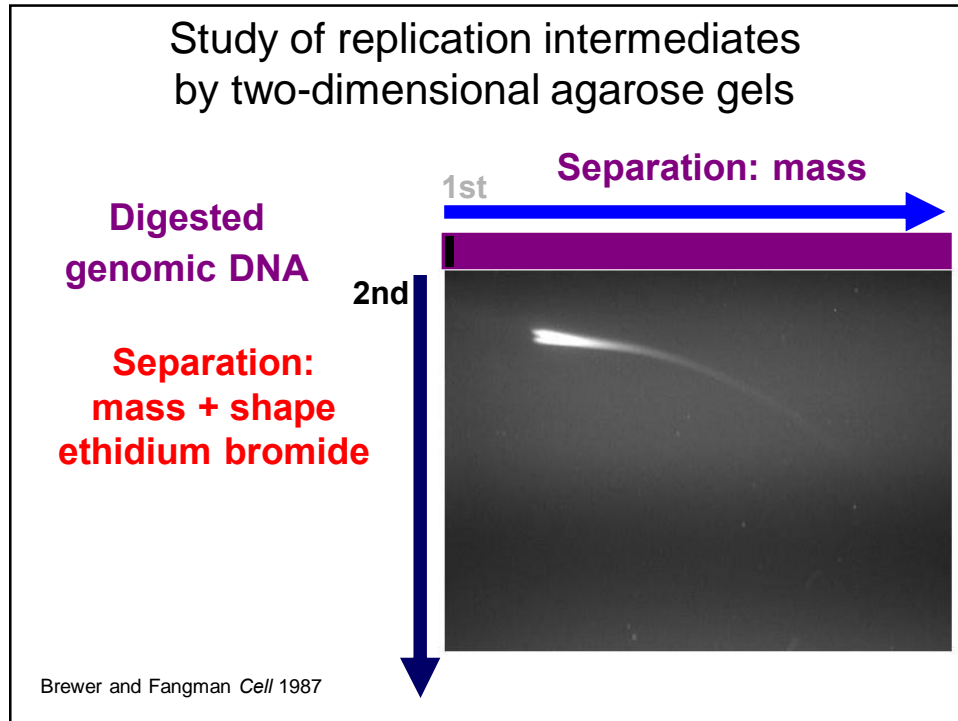 Study of replication intermediates
by two-dimensional agarose gels
Separation: mass
1st
Digested
genomic DNA
2nd
Separation:
mass + shape
ethidium bromide
Brewer and Fangman Cell 1987